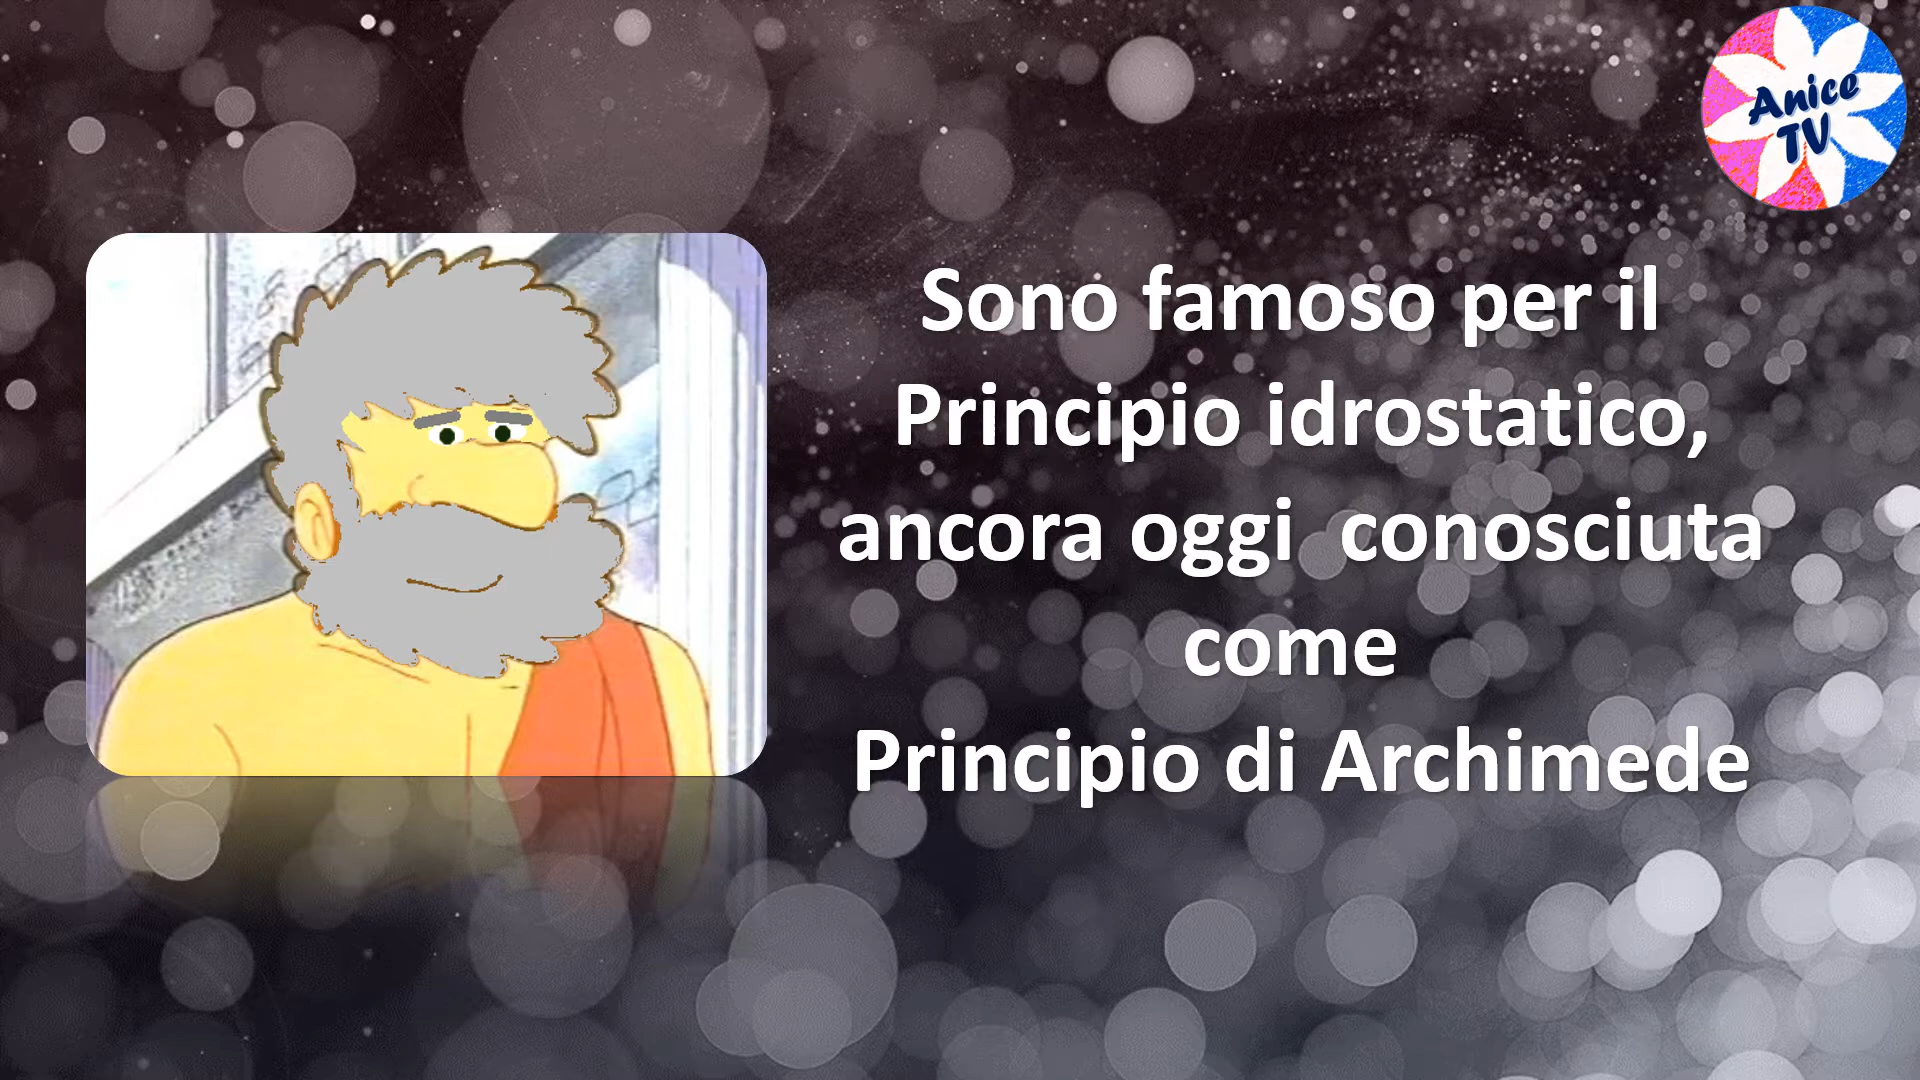 Anice
TV
Sono famoso per il
Principio idrostatico,
ancora oggi  conosciuta
come
Principio di Archimede